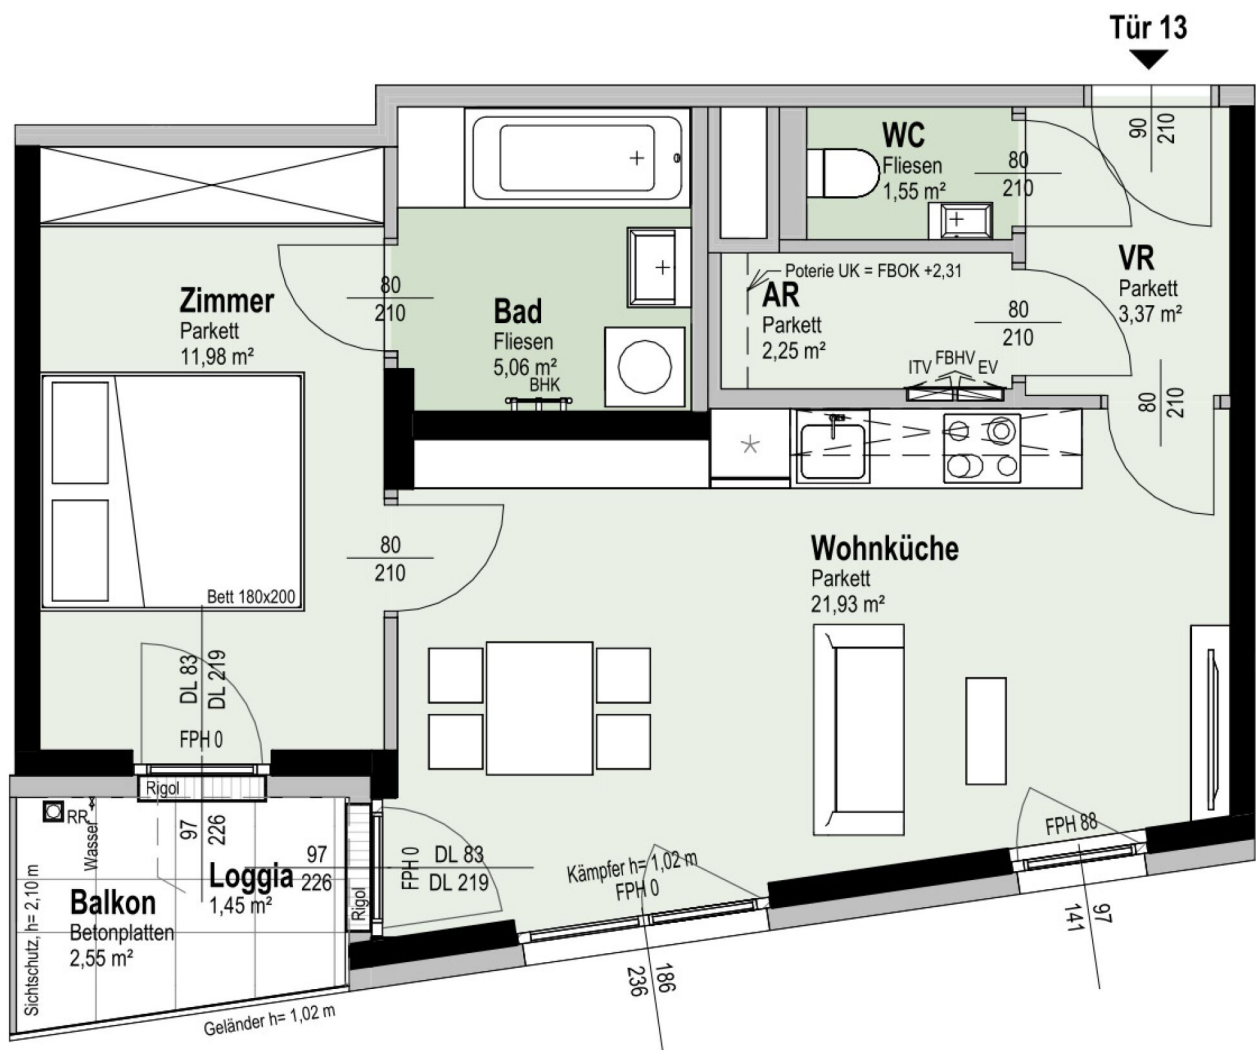 Tür 13
90
210
WC
Fliesen
1,55 m²
80
210
VR
Parkett
3,37 m²
Poterie UK = FBOK +2,31
AR
Parkett
2,25 m²
80
210
FBHV
ITV
EV
80
210
Zimmer
Parkett
11,98 m²
80
210
Bad
Fliesen
5,06 m²
BHK
Bett 180x200
80
210
Wohnküche
Parkett
21,93 m²
DL 83
DL 219
FPH 0
Rigol
RR
Wasser
97
226
Loggia
1,45 m²
97
226
Rigol
FPH 0
DL 83
DL 219
Balkon
Betonplatten
2,55 m²
Sichtschutz, h= 2,10 m
Geländer h= 1,02 m
Kämpfer h= 1,02 m
FPH 0
236
186
FPH 88
141
97